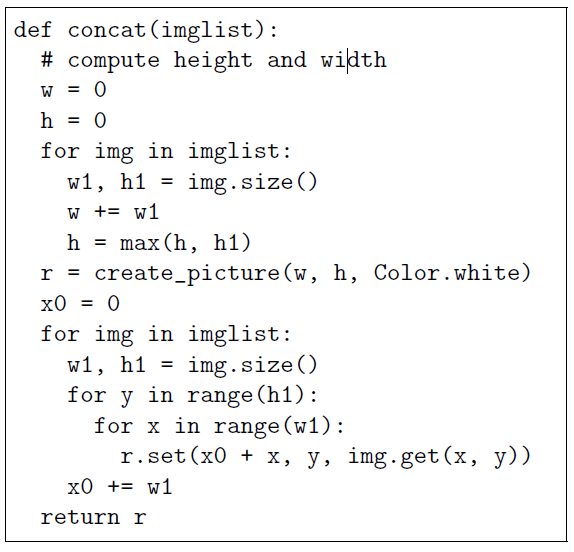 def concat(imglist):
  # compute height and width
  w = 0
  h = 0
  for img in imglist:
    w1, h1 = img.size()
    w += w1
    h = max(h, h1)
  r = create_picture(w, h, Color.white)
  x0 = 0
  for img in imglist:
    w1, h1 = img.size()
    for y in range(h1):
      for x in range(w1):
        r.set(x0 + x, y, img.get(x, y))
    x0 += w1
  return r